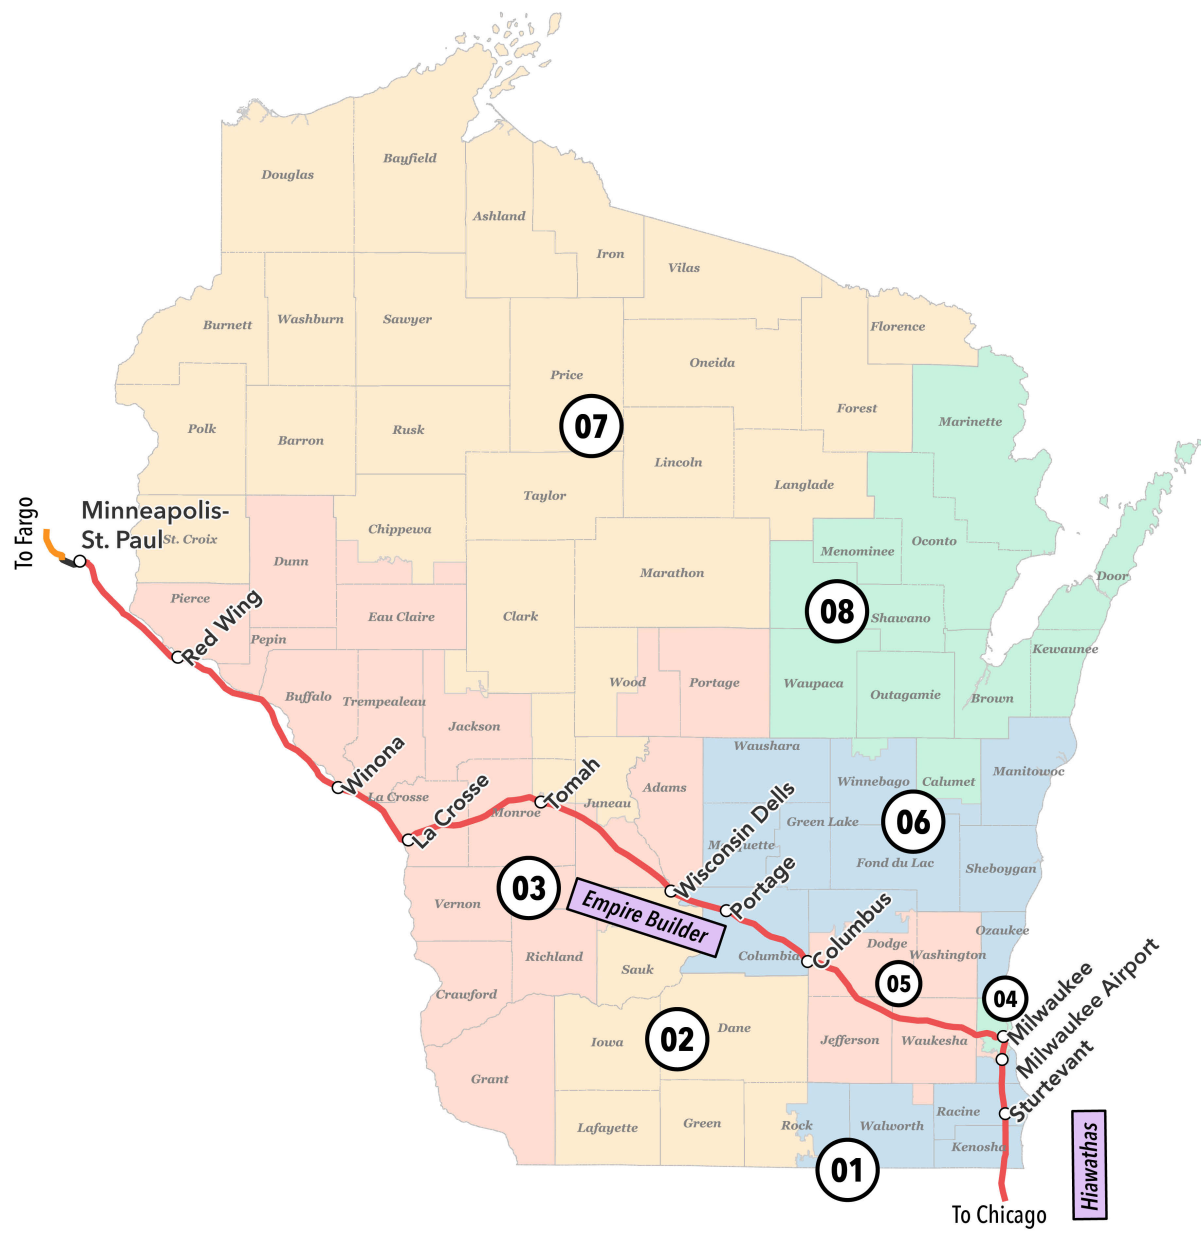 Bayfield
Douglas
Ashland
Iron
Vilas
Burnett
Washburn
Sawyer
Florence
Oneida
Price
Forest
Marinette
Polk
Barron
Rusk
07
Lincoln
Langlade
Taylor
To Fargo
Minneapolis-
St. Paul
St. Croix
Chippewa
Oconto
Menominee
Dunn
Marathon
Door
Pierce
Red Wing
Eau Claire
Clark
08
Shawano
Pepin
Kewaunee
Buffalo
Trempealeau
Wood
Portage
Waupaca
Outagamie
Brown
Jackson
Waushara
Winona
La Crosse
La Crosse
Tomah
Monroe
Juneau
Adams
Winnebago
Calumet
Manitowoc
Wisconsin Dells
Green Lake
06
Fond du Lac
Sheboygan
03
Vernon
Empire Builder
Portage
Columbus
Ozaukee
Richland
Sauk
Columbia
Dodge
Washington
05
04
Milwaukee
Milwaukee Airport
Crawford
Iowa
02
Dane
Jefferson
Waukesha
Grant
Sturtevant
Lafayette
Green
Rock
Walworth
Racine
Kenosha
01
Hiawathas
To Chicago